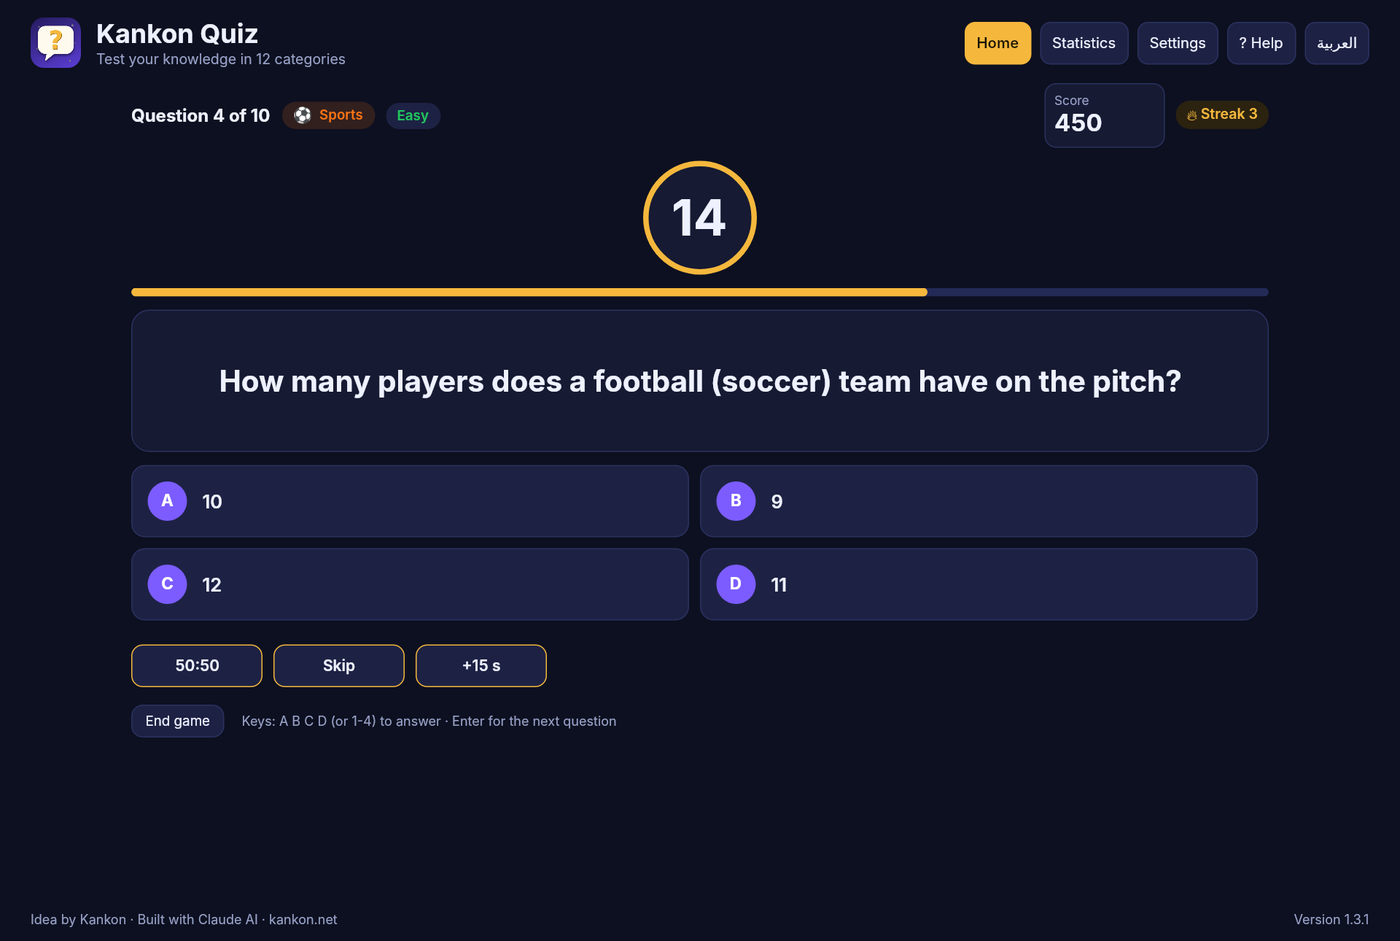 Kankon Quiz
Test your knowledge in 12 categories
Home
Statistics
Settings
? Help
العربية
Question 4 of 10
Sports
Easy
Score
450
Streak 3
14
How many players does a football (soccer) team have on the pitch?
A 10
B 9
C 12
D 11
50:50
Skip
+15 s
End game
Keys: A B C D (or 1-4) to answer · Enter for the next question
Idea by Kankon · Built with Claude AI · kankon.net
Version 1.3.1